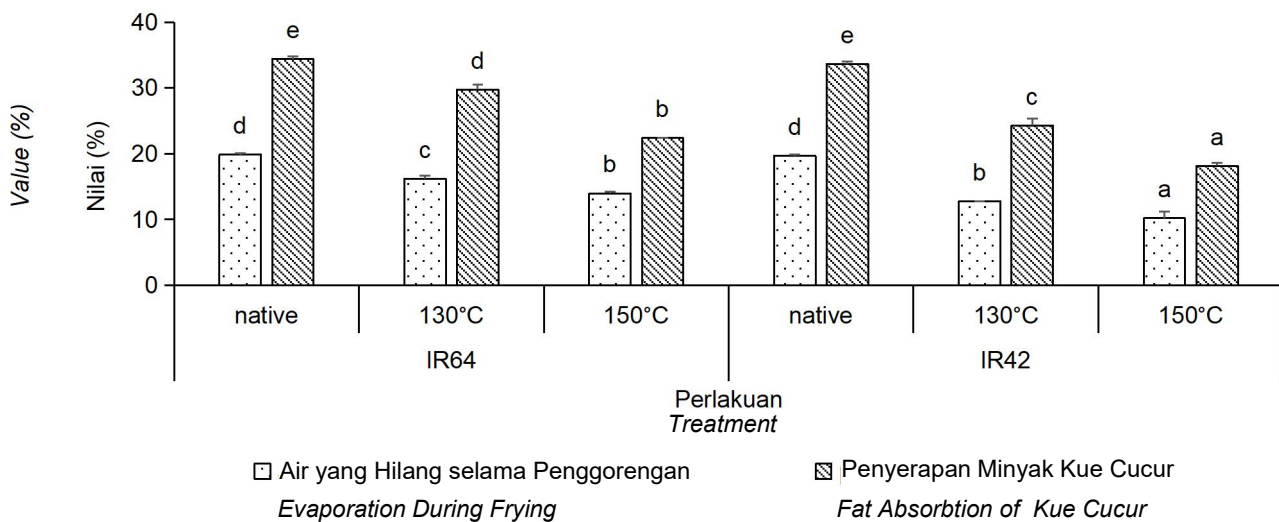 Value (%)
Nilai (%)
40
30
20
10
0
d e c d b b d e b c a a
native 130°C 150°C native 130°C 150°C
IR64 IR42
Perlakuan
Treatment
Air yang Hilang selama Penggorengan Penyerapan Minyak Kue Cucur
Evaporation During Frying Fat Absorbtion of Kue Cucur